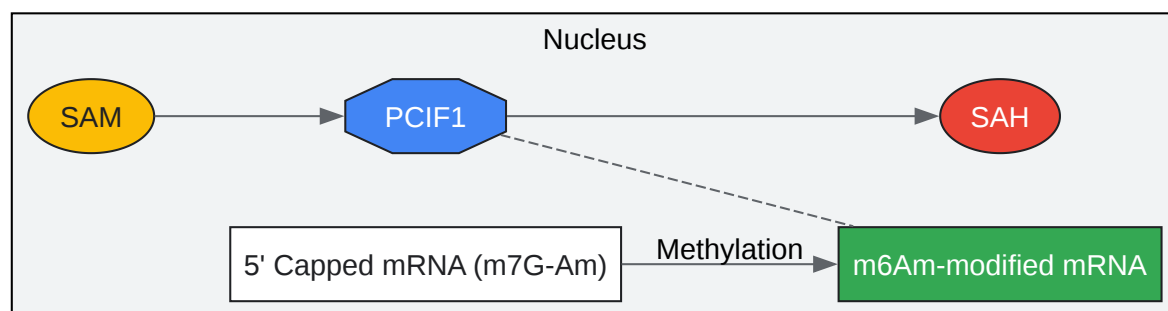 Nucleus
SAM
PCIF1
SAH
5' Capped mRNA (m7G-Am)
Methylation
m6Am-modified mRNA